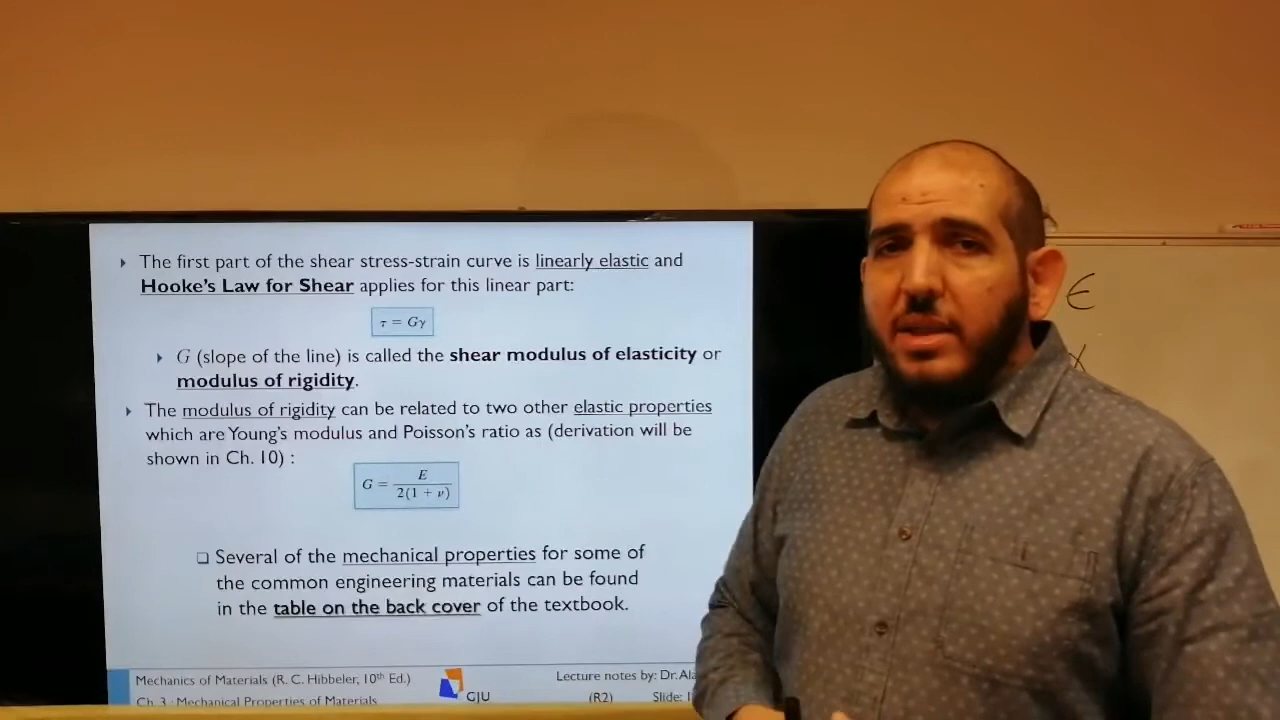 The first part of the shear stress-strain curve is linearly elastic and
Hooke's Law for Shear applies for this linear part:
τ = Gγ
G (slope of the line) is called the shear modulus of elasticity or
modulus of rigidity.
The modulus of rigidity can be related to two other elastic properties
which are Young's modulus and Poisson's ratio as (derivation will be
shown in Ch. 10) :
G = E / 2(1 + ν)
❑ Several of the mechanical properties for some of
the common engineering materials can be found
in the table on the back cover of the textbook.
Mechanics of Materials (R. C. Hibbeler, 10th Ed.)
Ch. 3 : Mechanical Properties of Materials
GJU
Lecture notes by: Dr.
(R2) Slide:
ϵ